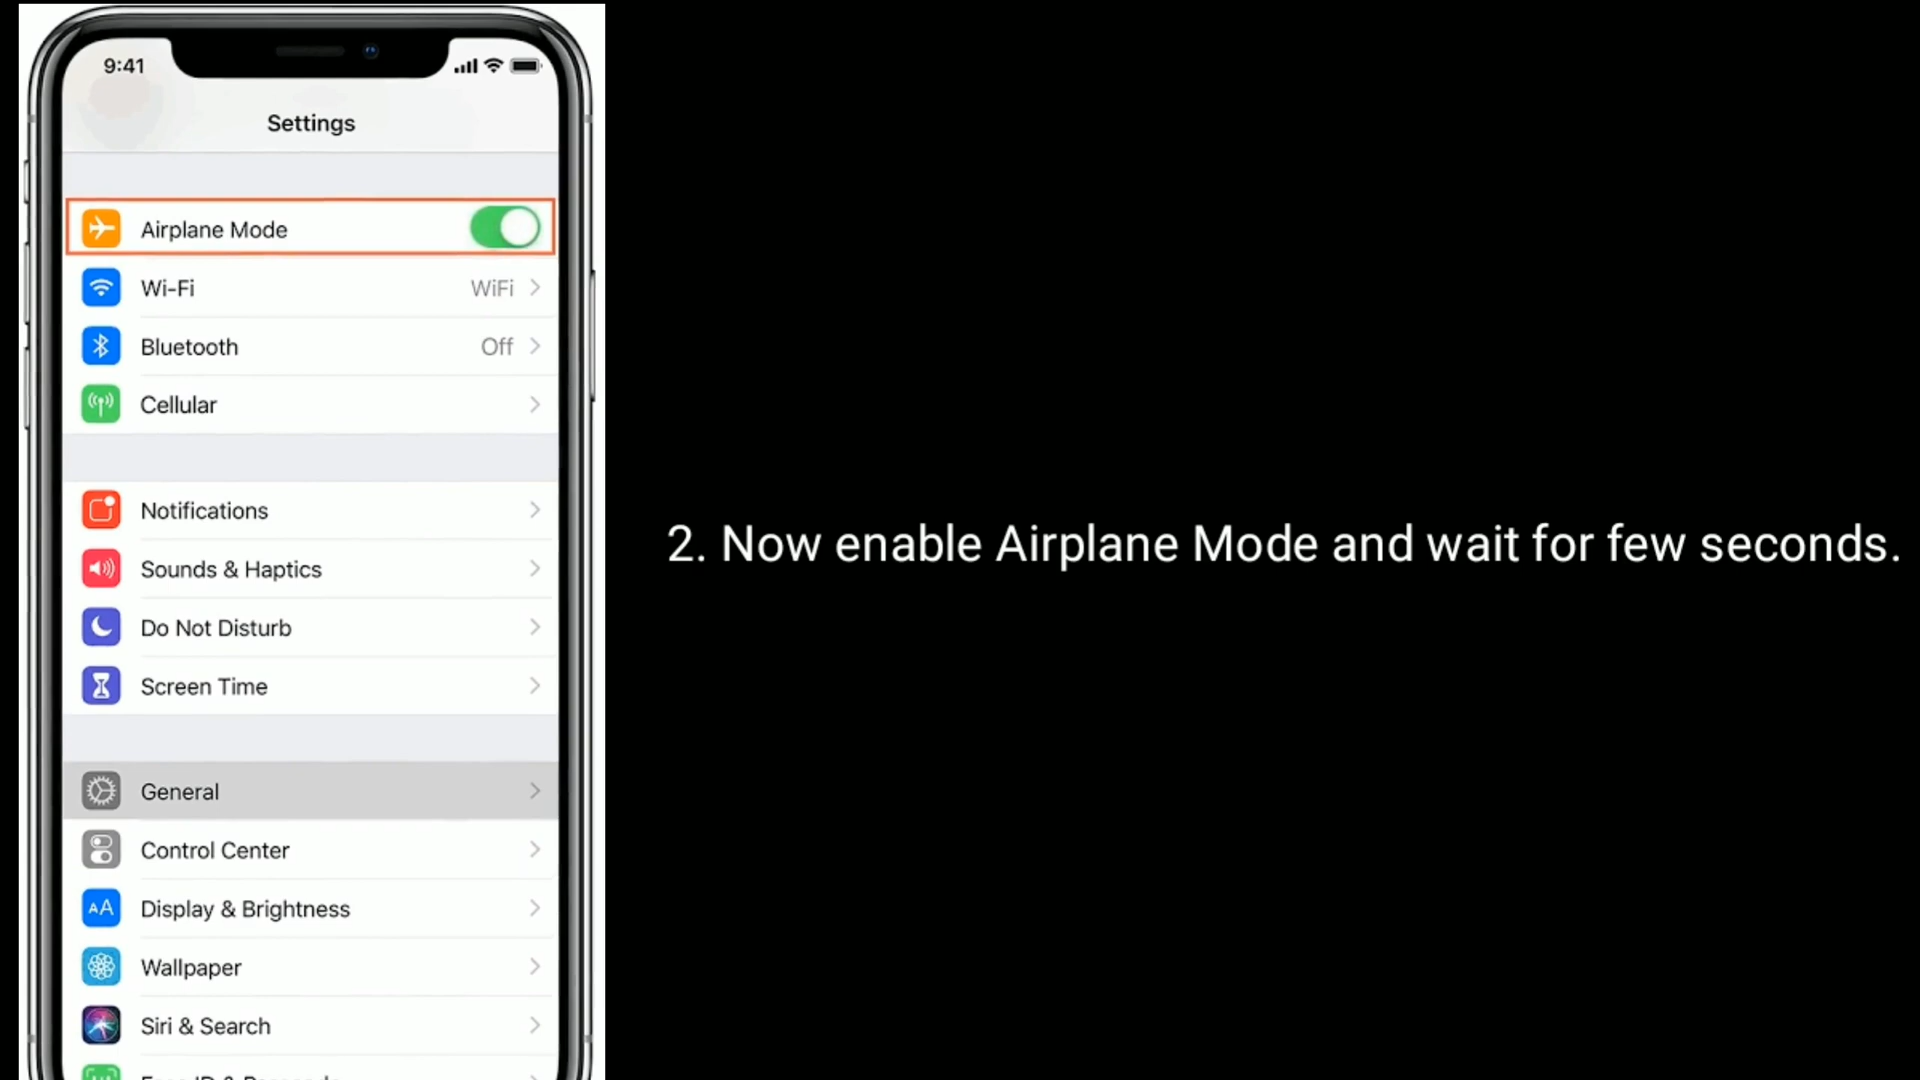 9:41
Settings
Airplane Mode
Wi-Fi WiFi
Bluetooth Off
Cellular
Notifications
Sounds & Haptics
Do Not Disturb
Screen Time
General
Control Center
AA Display & Brightness
Wallpaper
Siri & Search
2. Now enable Airplane Mode and wait for few seconds.